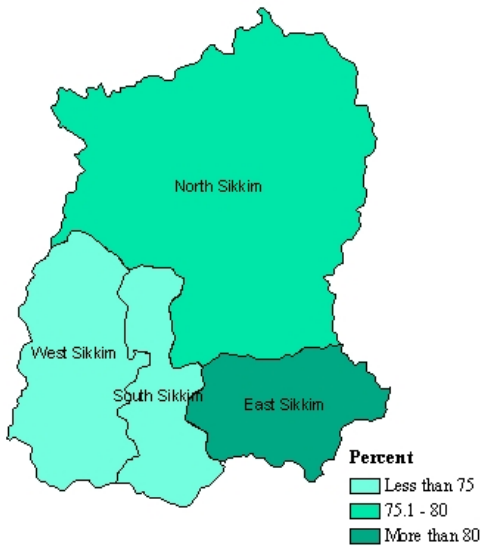 North Sikkim
West Sikkim
South Sikkim
East Sikkim
Percent
Less than 75
75.1 - 80
More than 80